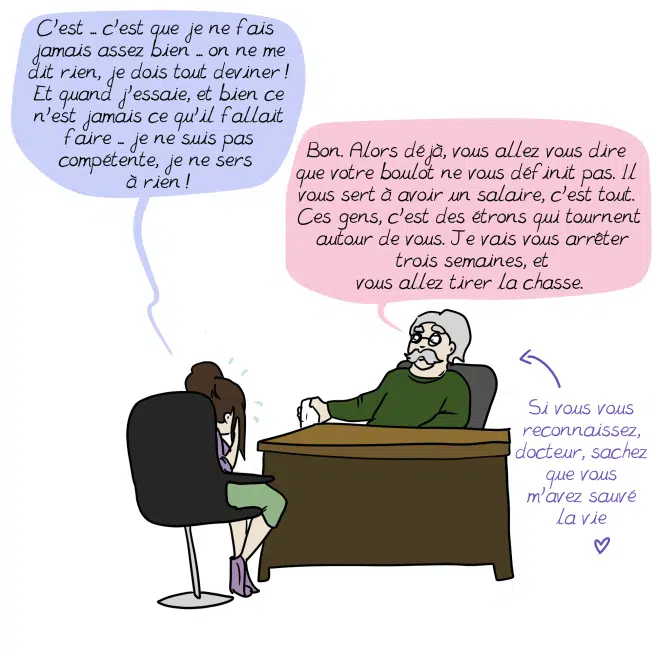 C'est ... c'est que je ne fais
jamais assez bien ... on ne me
dit rien, je dois tout deviner !
Et quand j'essaie, et bien ce
n'est jamais ce qu'il fallait
faire ... je ne suis pas
compétente, je ne sers
à rien !
Bon. Alors déjà, vous allez vous dire
que votre boulot ne vous définit pas. Il
vous sert à avoir un salaire, c'est tout.
Ces gens, c'est des étrons qui tournent
autour de vous. Je vais vous arrêter
trois semaines, et
vous allez tirer la chasse.
Si vous vous
reconnaissez,
docteur, sachez
que vous
m'avez sauvé
la vie